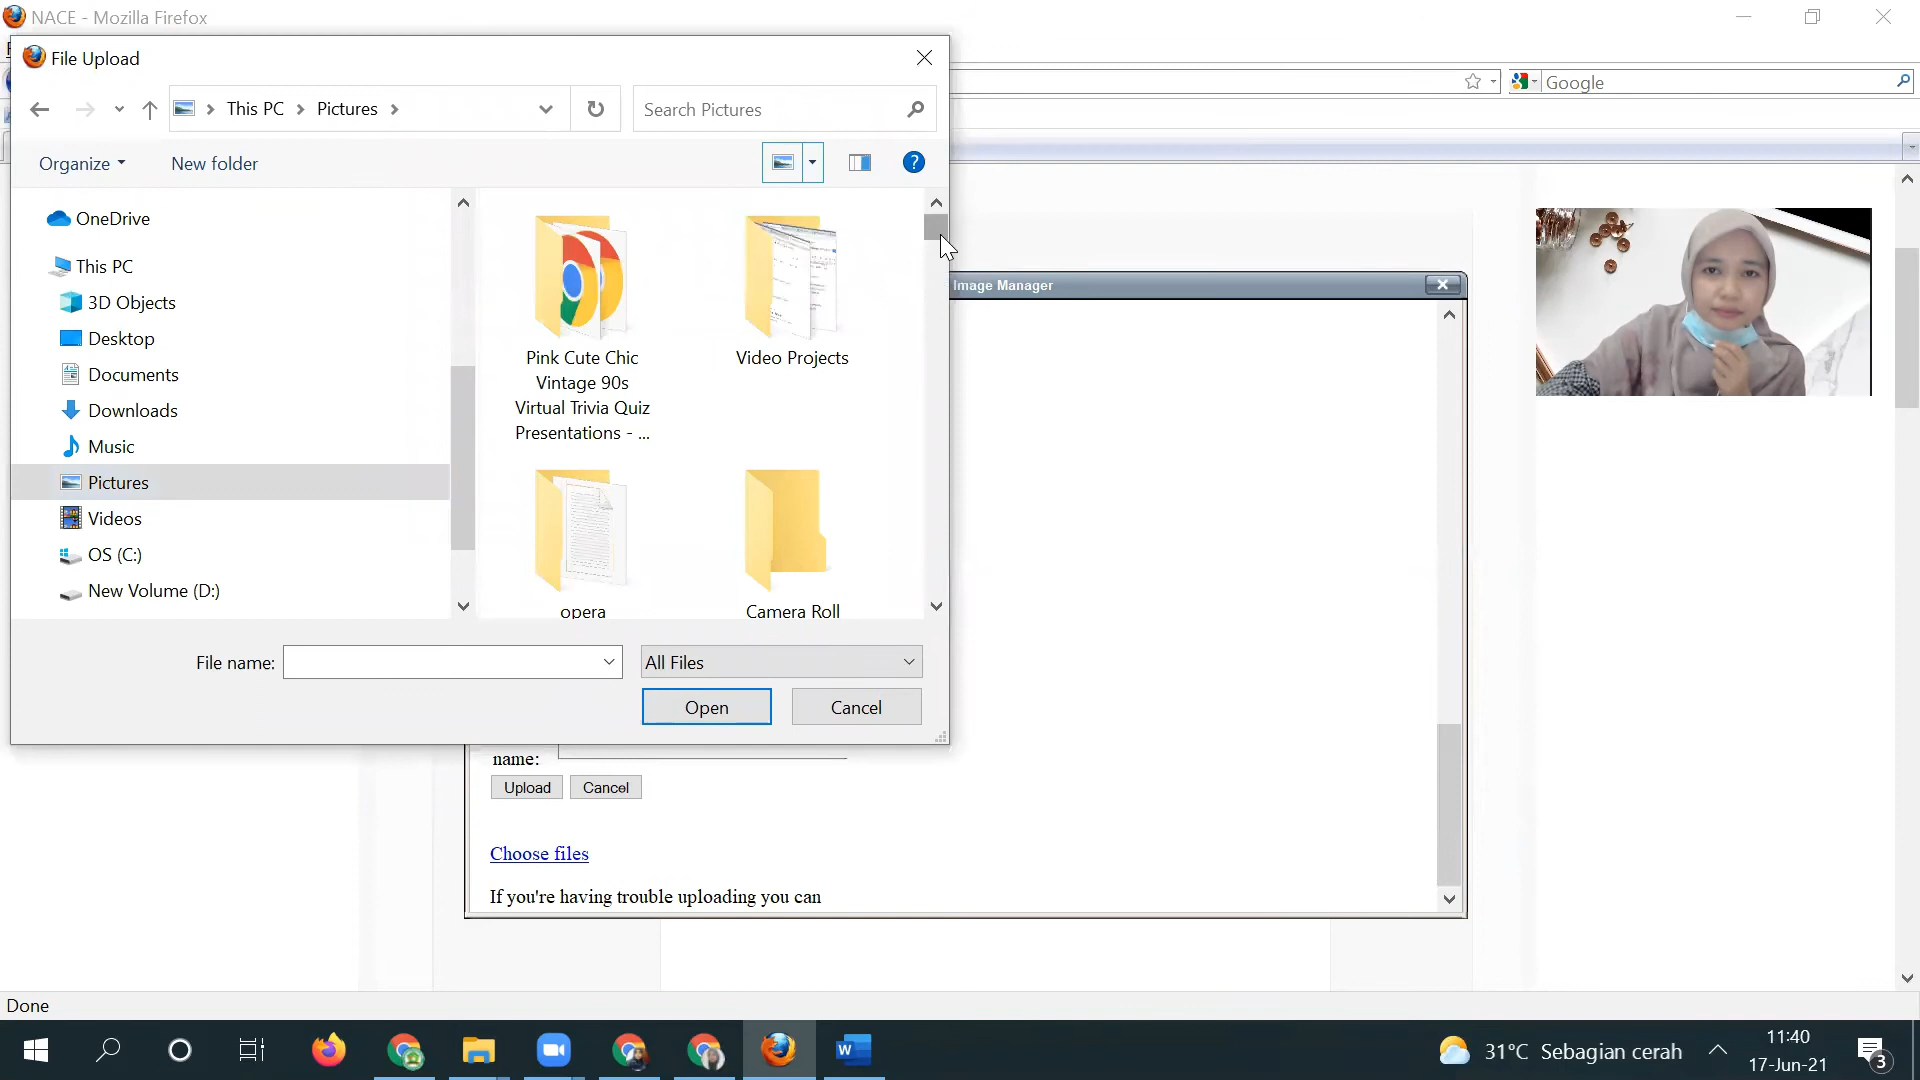 NACE - Mozilla Firefox
File Upload
This PC
Pictures
Search Pictures
Google
Organize
New folder
OneDrive
This PC
3D Objects
Desktop
Documents
Downloads
Music
Pictures
Videos
OS (C:)
New Volume (D:)
Pink Cute Chic
Vintage 90s
Virtual Trivia Quiz
Presentations - ...
Video Projects
opera
Camera Roll
Image Manager
File name:
All Files
Open
Cancel
name:
Upload
Cancel
Choose files
If you're having trouble uploading you can
Done
31°C Sebagian cerah
11:40
17-Jun-21
3